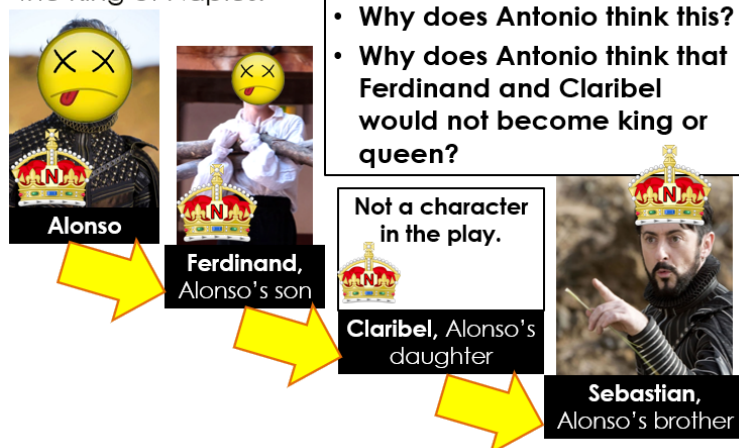 • Why does Antonio think this?
• Why does Antonio think that
Ferdinand and Claribel
would not become king or
queen?
N
Alonso
N
Ferdinand,
Alonso's son
Not a character
in the play.
N
Claribel, Alonso's
daughter
N
Sebastian,
Alonso's brother